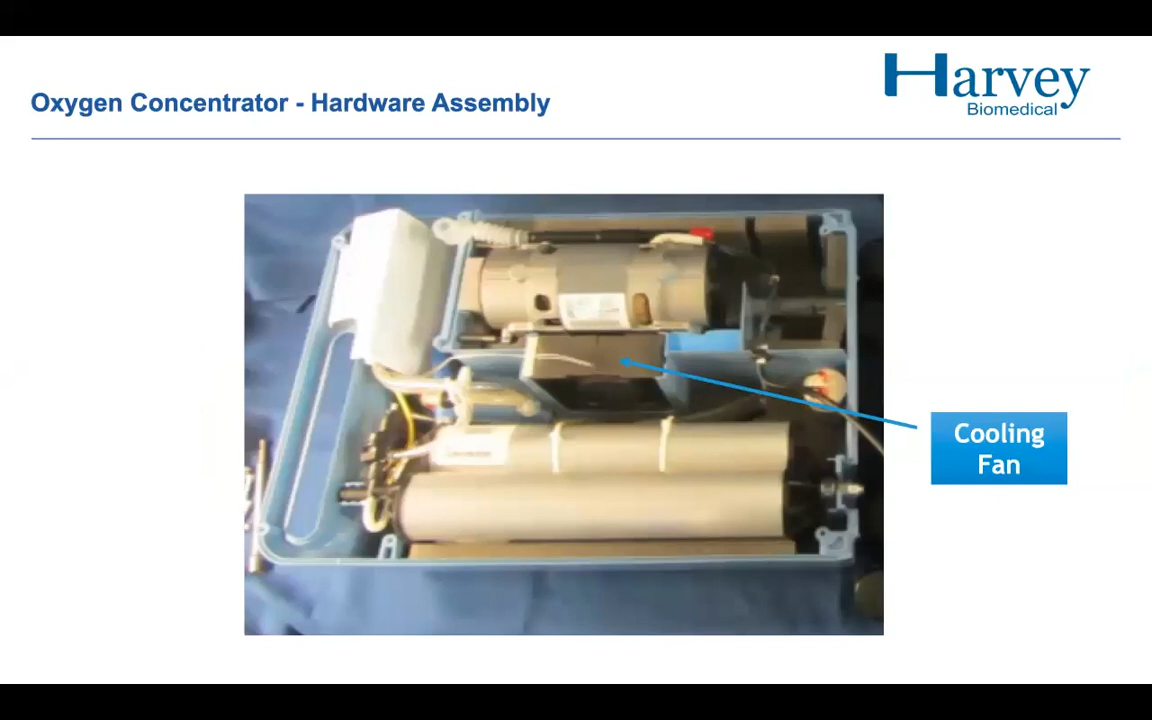 Harvey
Biomedical
Oxygen Concentrator - Hardware Assembly
Cooling
Fan